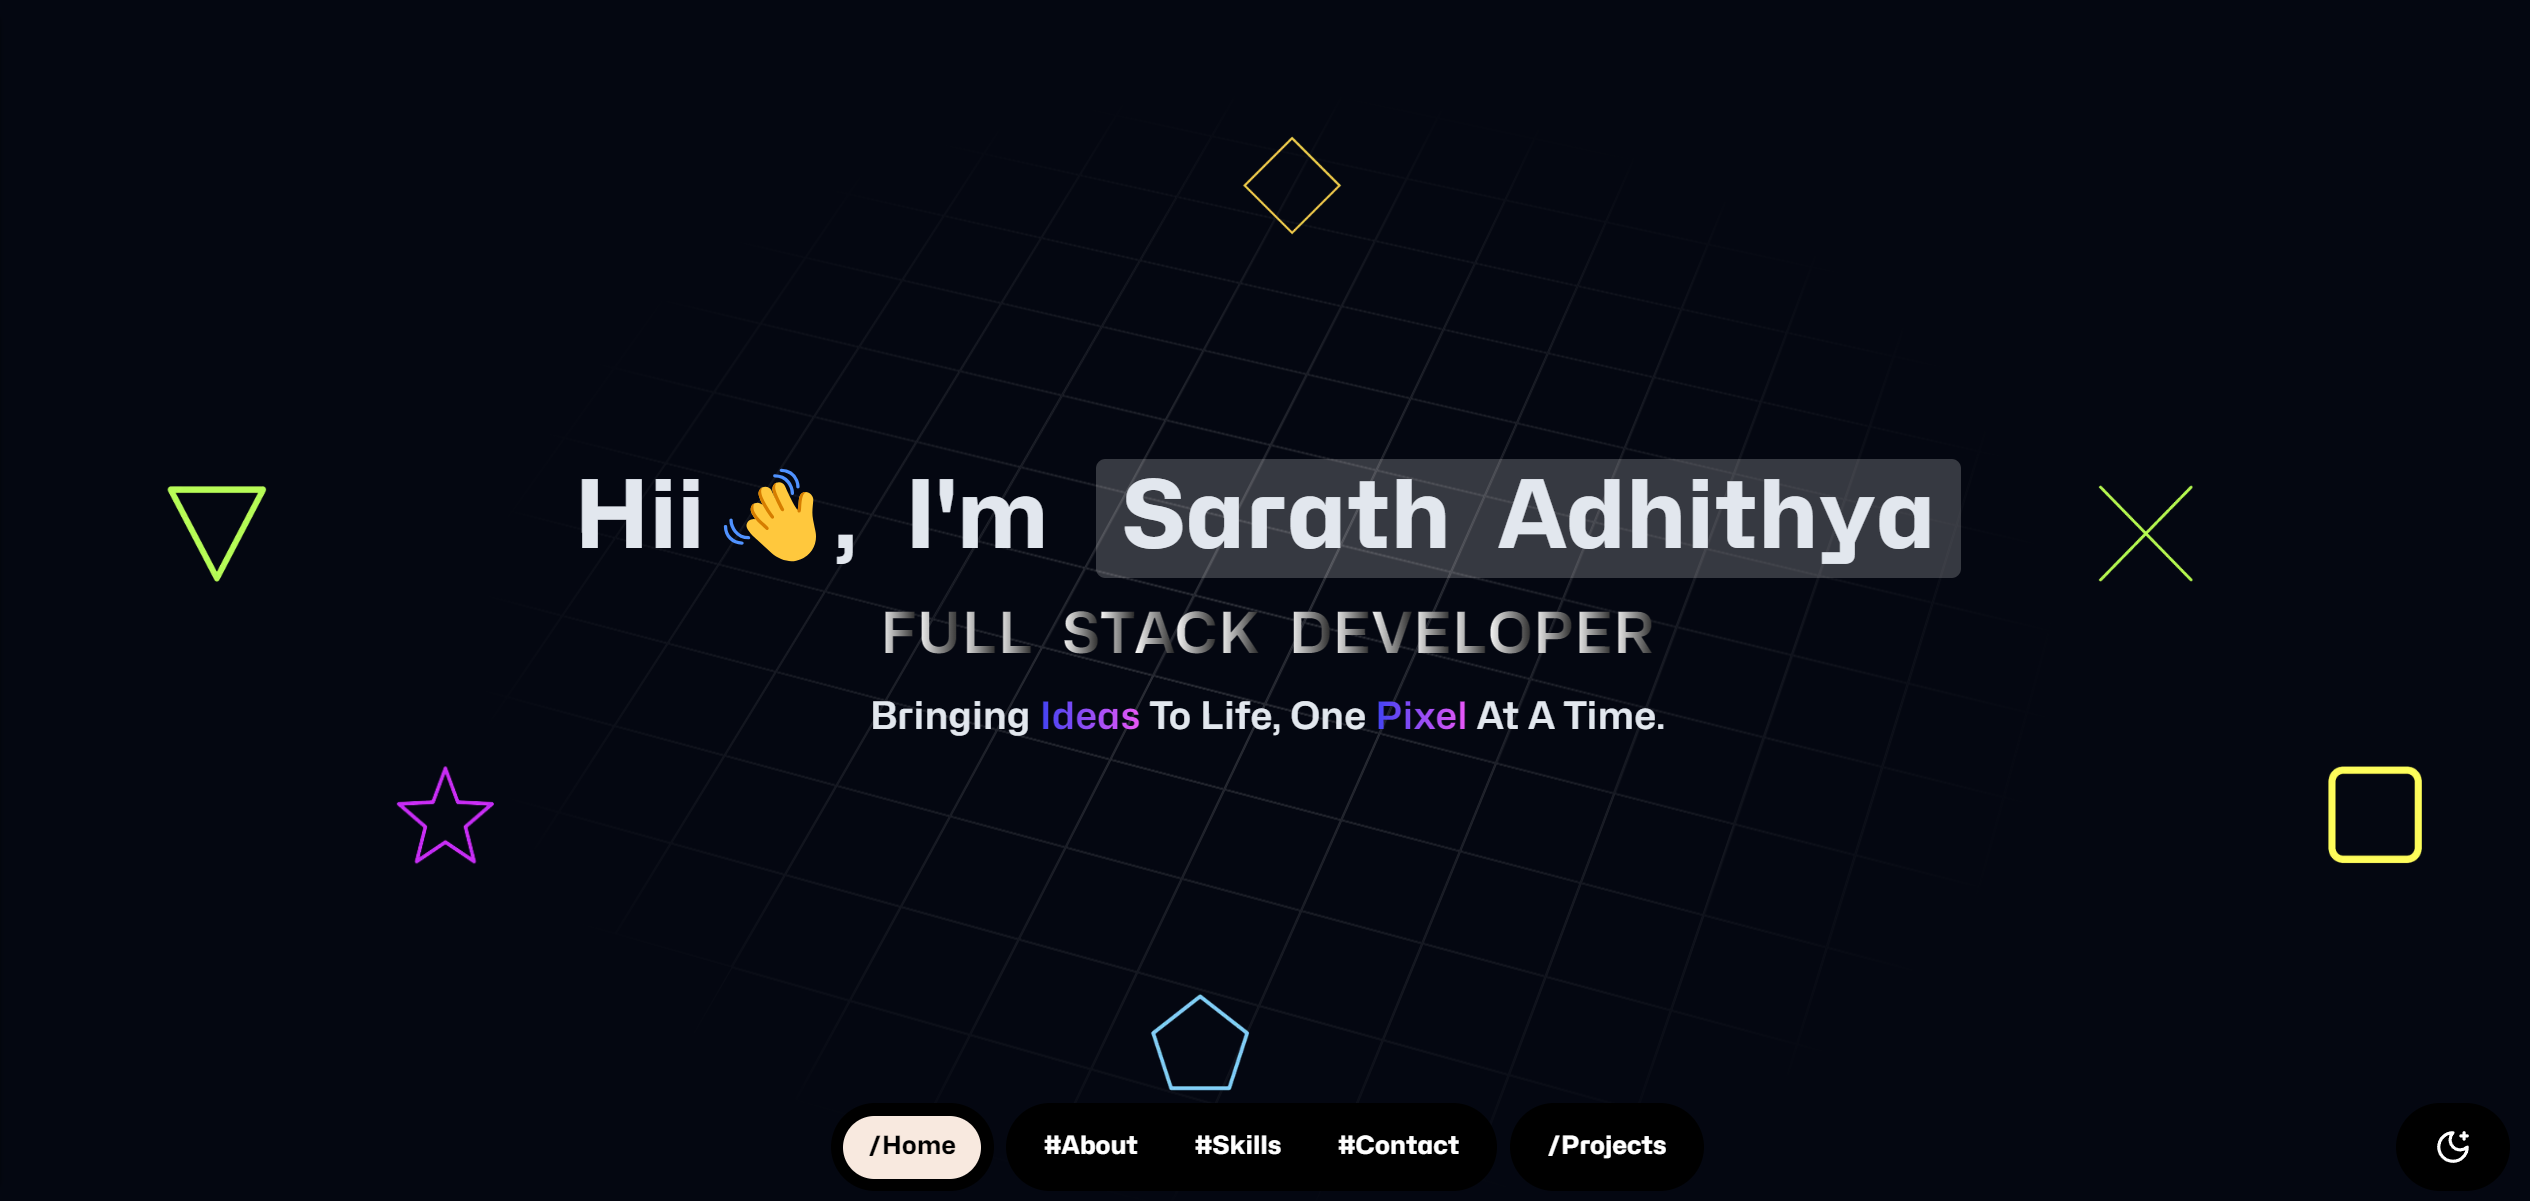 Hii 👋, I'm Sarath Adhithya
FULL STACK DEVELOPER
Bringing Ideas To Life, One Pixel At A Time.
/Home #About #Skills #Contact /Projects